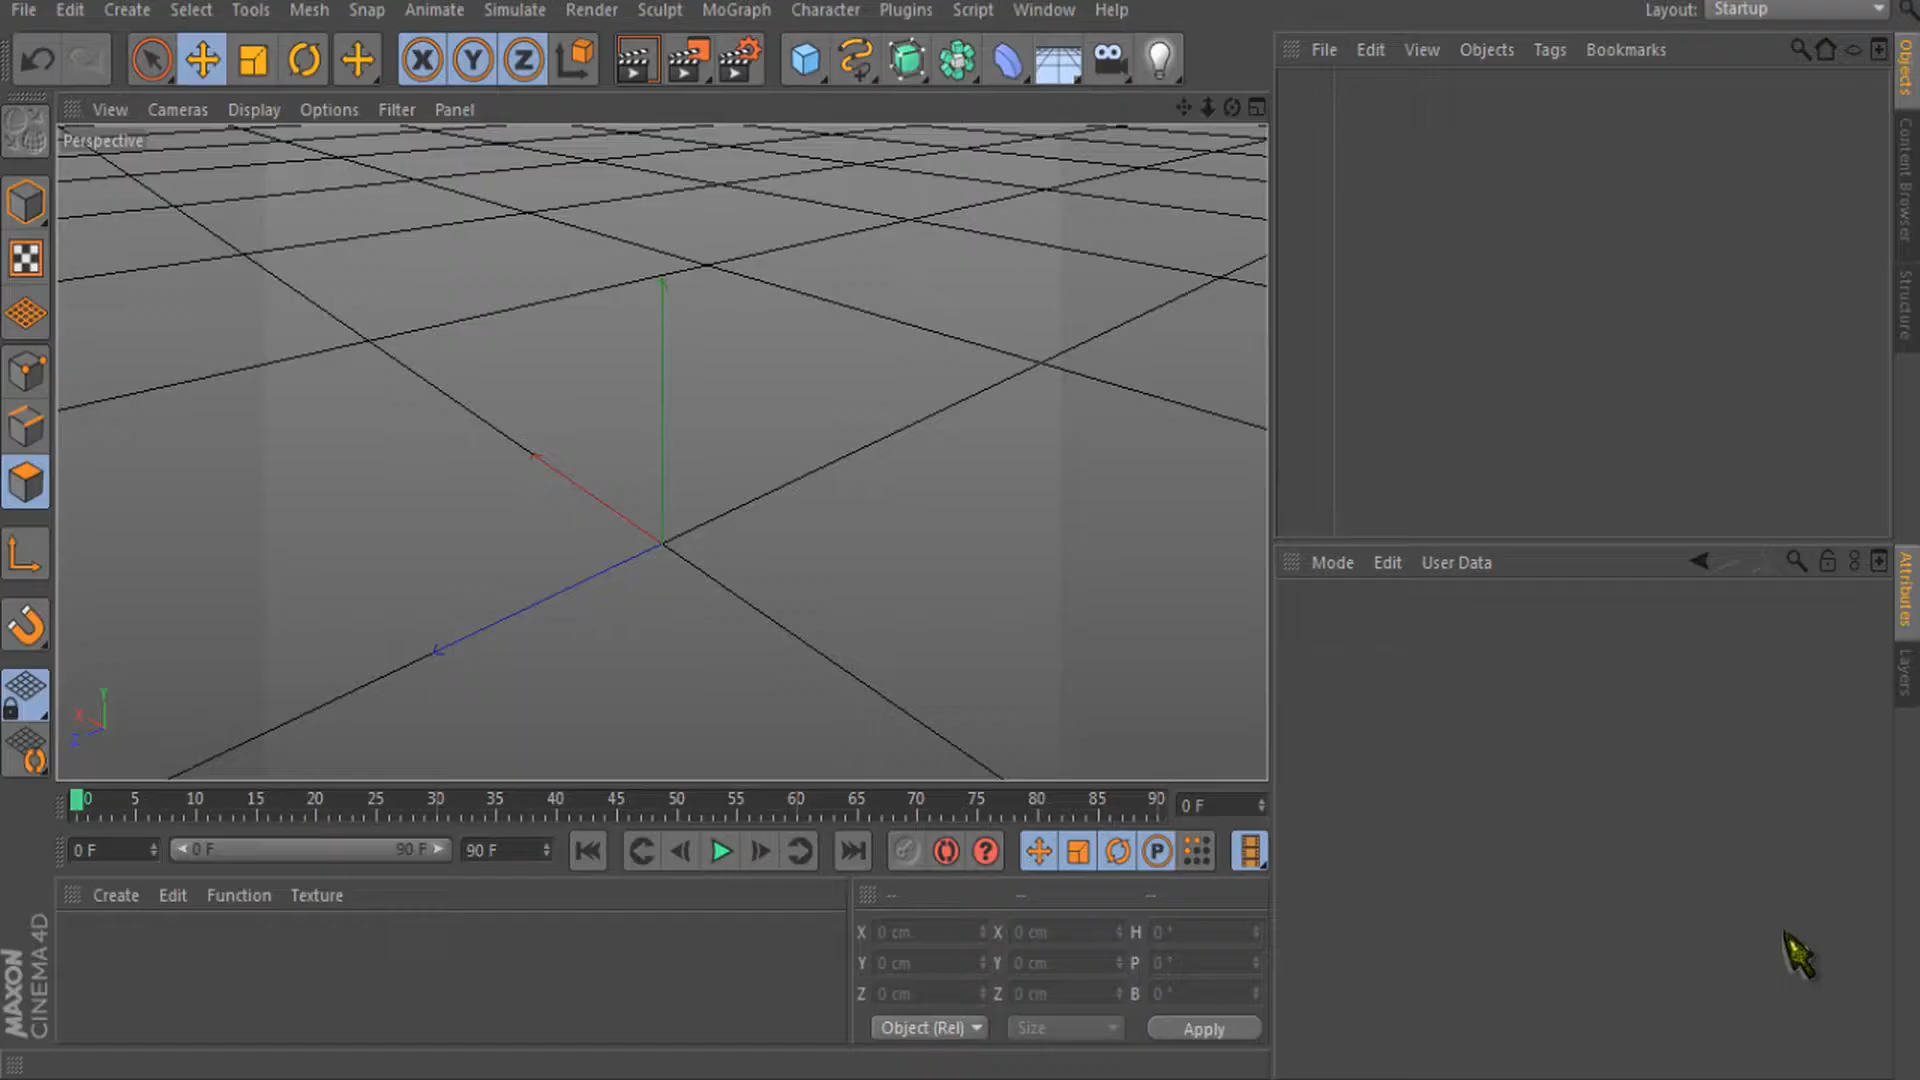 File Edit Create Select Tools Mesh Snap Animate Simulate Render Sculpt MoGraph Character Plugins Script Window Help Layout: Startup
X Y Z
File Edit View Objects Tags Bookmarks
View Cameras Display Options Filter Panel
Perspective
Objects
Content Browser
Structure
Mode Edit User Data
Attributes
Layers
Y
X
Z
0 5 10 15 20 25 30 35 40 45 50 55 60 65 70 75 80 85 90 0 F
0 F 0 F 90 F 90 F ? P
Create Edit Function Texture -- -- --
X 0 cm X 0 cm H 0 °
Y 0 cm Y 0 cm P 0 °
Z 0 cm Z 0 cm B 0 °
Object (Rel) Size Apply
MAXON
CINEMA 4D